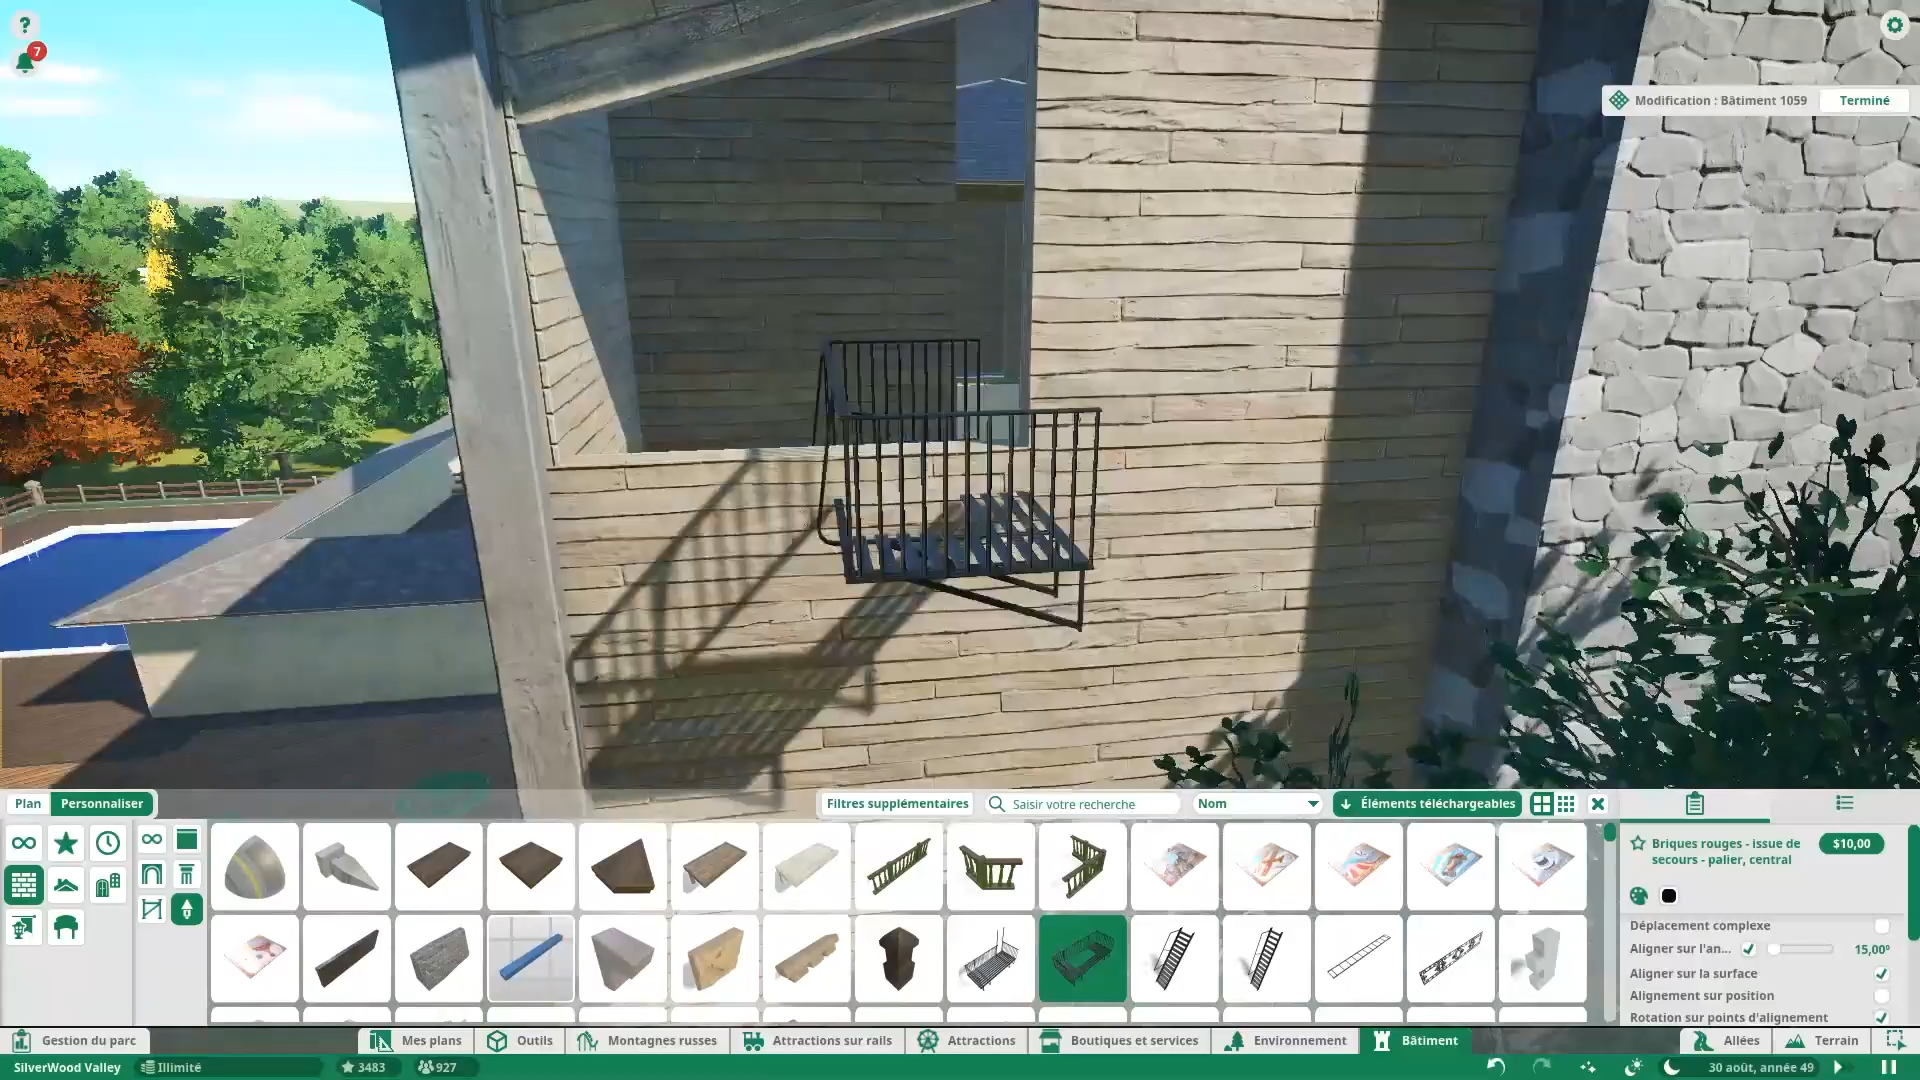 ?
7
Modification : Bâtiment 1059
Terminé
Plan
Personnaliser
Filtres supplémentaires
Saisir votre recherche
Nom
Éléments téléchargeables
Briques rouges - issue de
secours - palier, central
$10,00
Déplacement complexe
Aligner sur l'an...
15,00°
Aligner sur la surface
Alignement sur position
Rotation sur points d'alignement
Gestion du parc
Mes plans
Outils
Montagnes russes
Attractions sur rails
Attractions
Boutiques et services
Environnement
Bâtiment
Allées
Terrain
SilverWood Valley
Illimité
3483
927
30 août, année 49